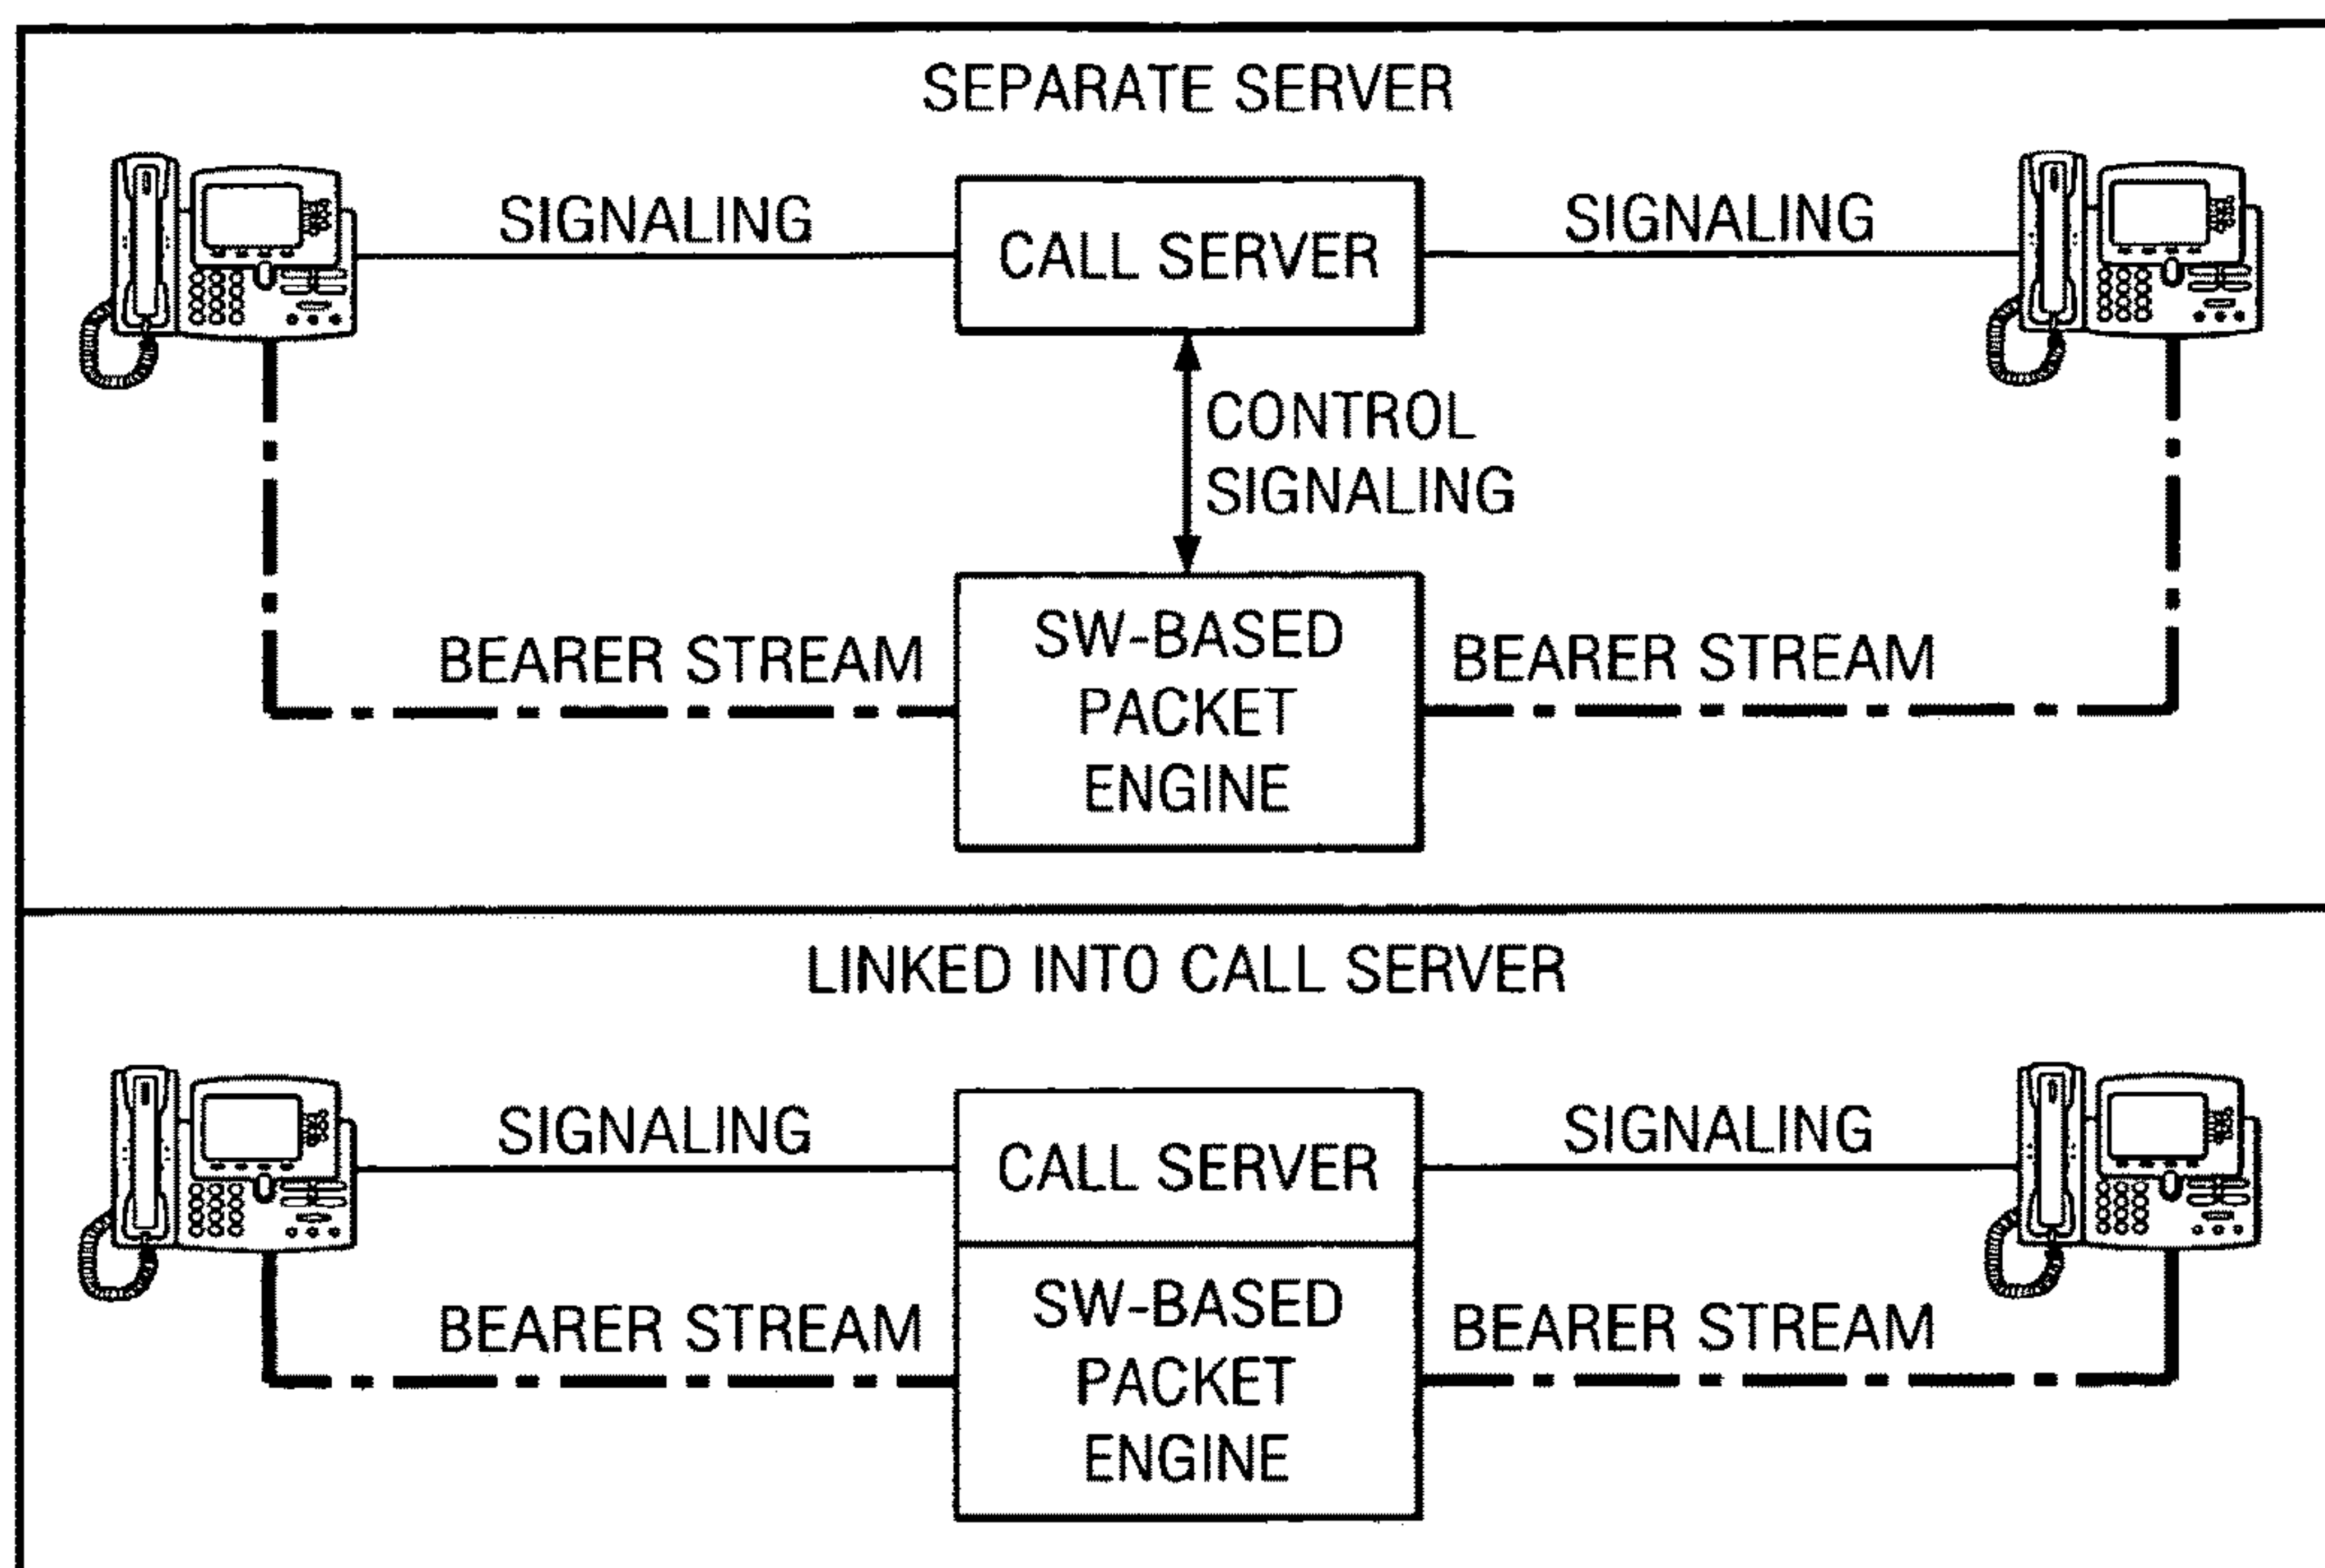 SEPARATE SERVER
SIGNALING
CALL SERVER
SIGNALING
CONTROL
SIGNALING
BEARER STREAM
SW-BASED
PACKET
ENGINE
BEARER STREAM
LINKED INTO CALL SERVER
SIGNALING
CALL SERVER
SIGNALING
BEARER STREAM
SW-BASED
PACKET
ENGINE
BEARER STREAM